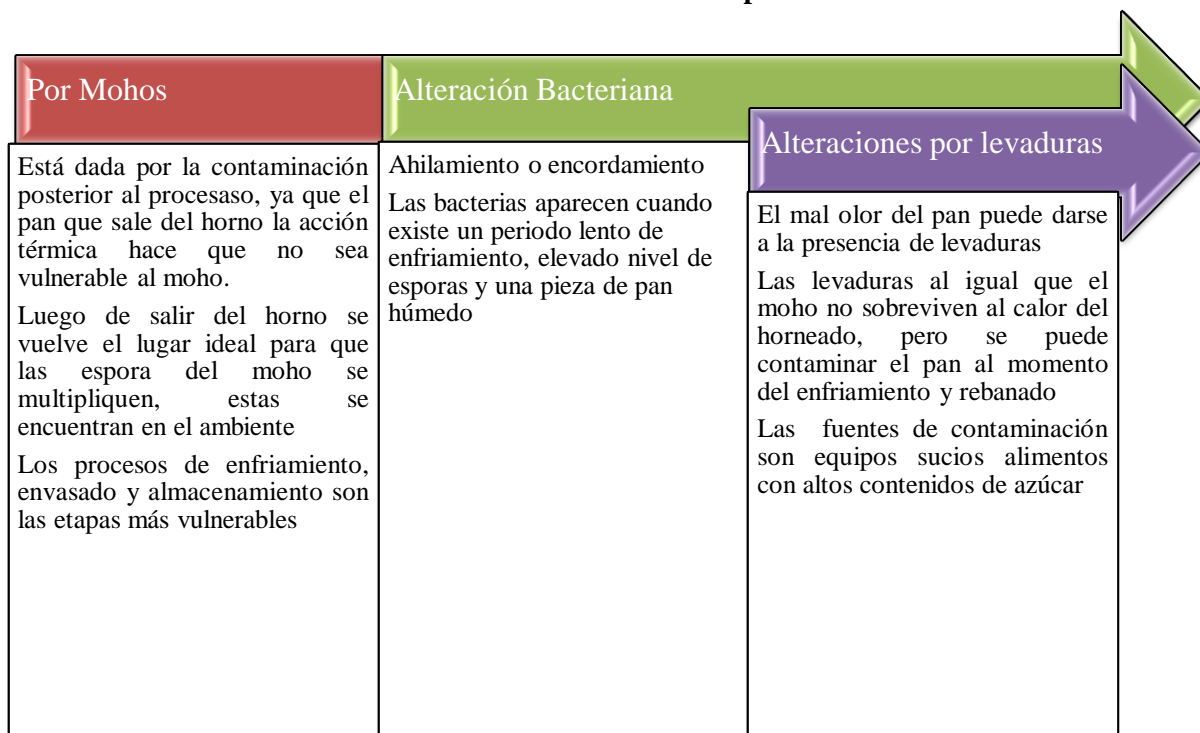 Por Mohos
Está dada por la contaminación
posterior al procesaso, ya que el
pan que sale del horno la acción
térmica hace que no sea
vulnerable al moho.
Luego de salir del horno se
vuelve el lugar ideal para que
las espora del moho se
multipliquen, estas se
encuentran en el ambiente
Los procesos de enfriamiento,
envasado y almacenamiento son
las etapas más vulnerables
Alteración Bacteriana
Ahilamiento o encordamiento
Las bacterias aparecen cuando
existe un periodo lento de
enfriamiento, elevado nivel de
esporas y una pieza de pan
húmedo
Alteraciones por levaduras
El mal olor del pan puede darse
a la presencia de levaduras
Las levaduras al igual que el
moho no sobreviven al calor del
horneado, pero se puede
contaminar el pan al momento
del enfriamiento y rebanado
Las fuentes de contaminación
son equipos sucios alimentos
con altos contenidos de azúcar